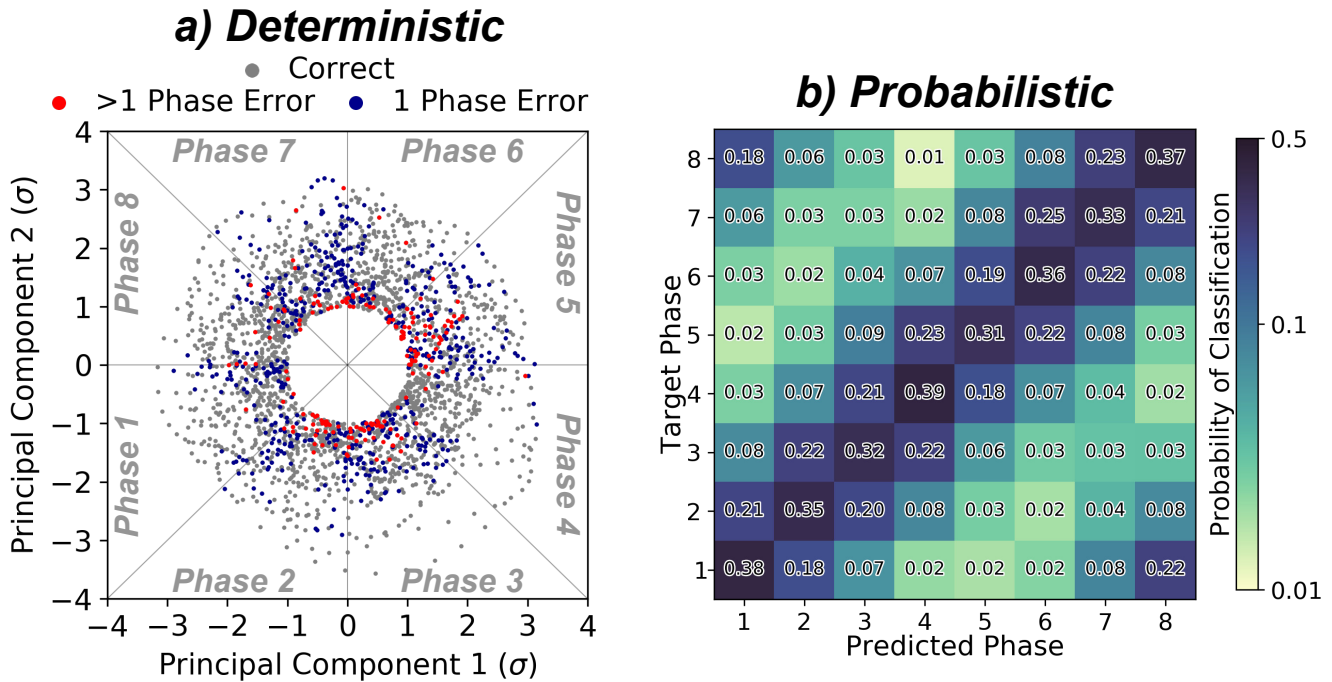 a) Deterministic
Correct
>1 Phase Error
1 Phase Error
4
3
2
1
0
−1
−2
−3
−4
−4
−3
−2
−1
0
1
2
3
4
Principal Component 2 (σ)
Principal Component 1 (σ)
Phase 7
Phase 6
Phase 8
Phase 5
Phase 1
Phase 4
Phase 2
Phase 3
b) Probabilistic
8 0.18 0.06 0.03 0.01 0.03 0.08 0.23 0.37
7 0.06 0.03 0.03 0.02 0.08 0.25 0.33 0.21
6 0.03 0.02 0.04 0.07 0.19 0.36 0.22 0.08
5 0.02 0.03 0.09 0.23 0.31 0.22 0.08 0.03
4 0.03 0.07 0.21 0.39 0.18 0.07 0.04 0.02
3 0.08 0.22 0.32 0.22 0.06 0.03 0.03 0.03
2 0.21 0.35 0.20 0.08 0.03 0.02 0.04 0.08
1 0.38 0.18 0.07 0.02 0.02 0.02 0.08 0.22
1 2 3 4 5 6 7 8
Target Phase
Predicted Phase
0.5
0.1
0.01
Probability of Classification